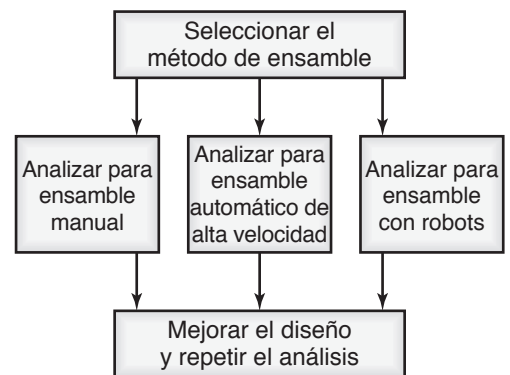 Seleccionar el
método de ensamble
Analizar para
ensamble
manual
Analizar para
ensamble
automático de
alta velocidad
Analizar para
ensamble
con robots
Mejorar el diseño
y repetir el análisis